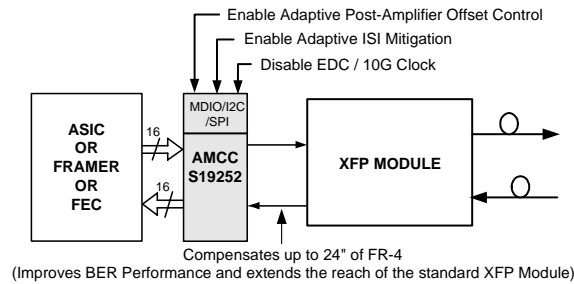 Enable Adaptive Post-Amplifier Offset Control
Enable Adaptive ISI Mitigation
Disable EDC / 10G Clock
MDIO/I2C
/SPI
ASIC
OR
FRAMER
OR
FEC
16
16
AMCC
S19252
XFP MODULE
Compensates up to 24" of FR-4
(Improves BER Performance and extends the reach of the standard XFP Module)